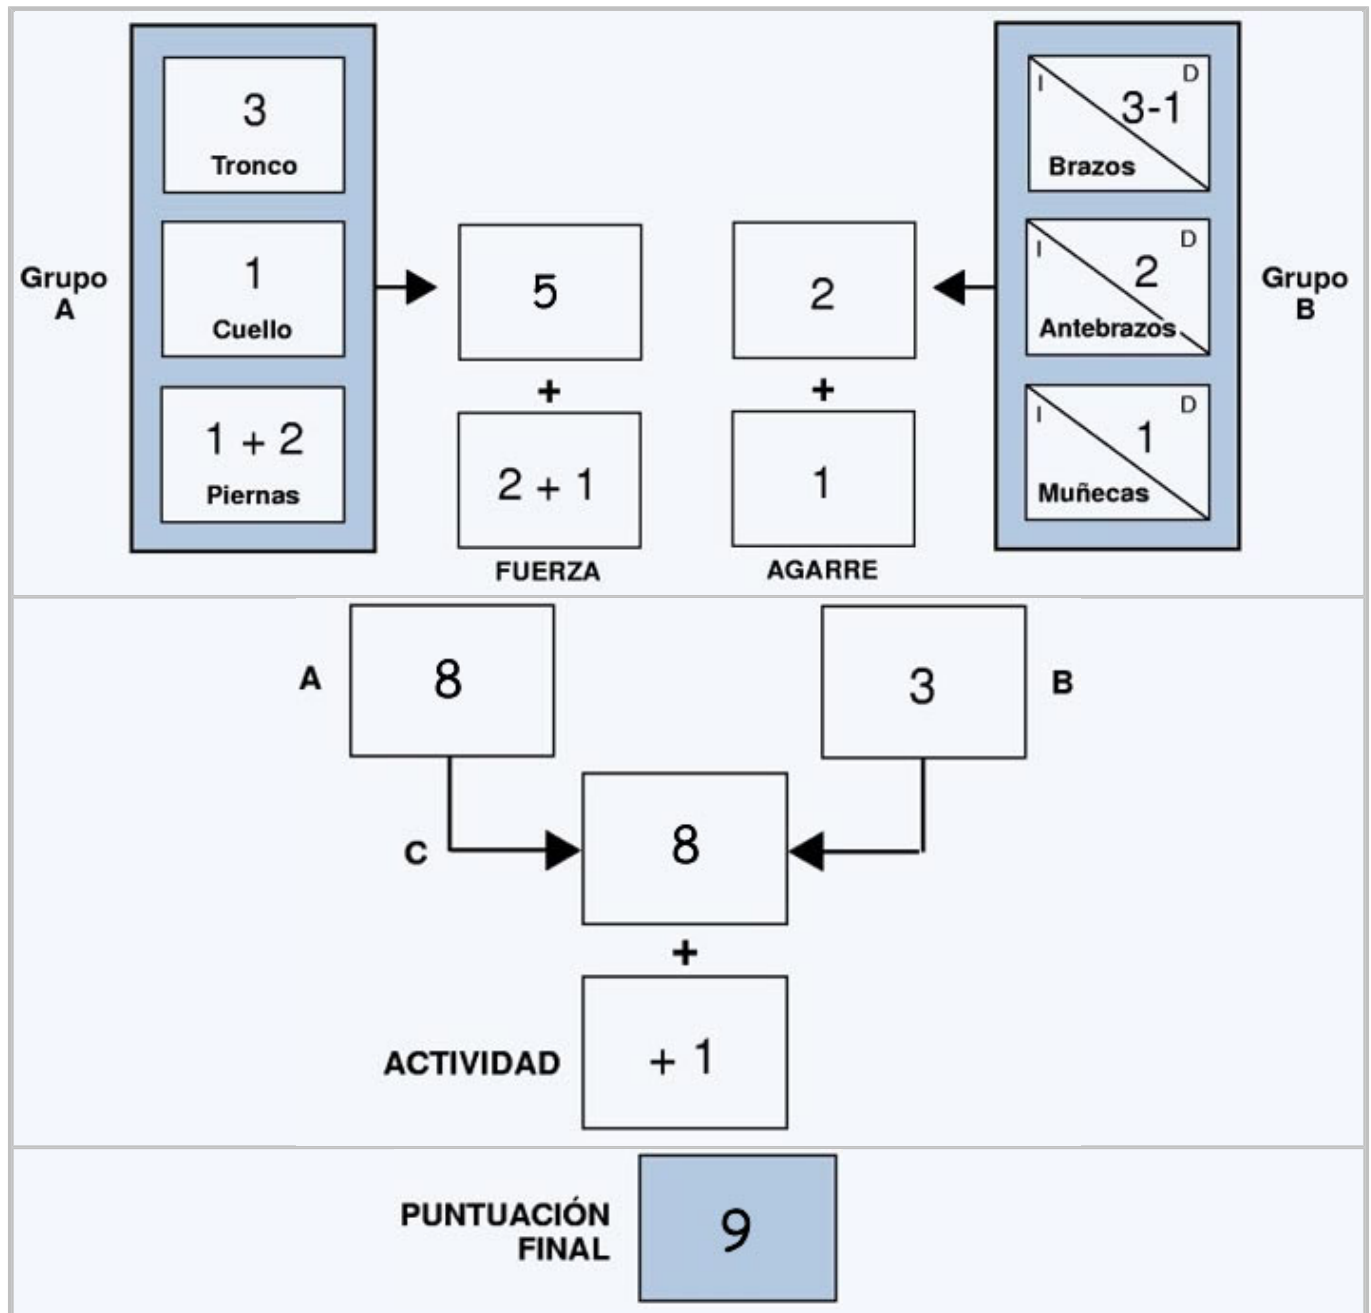 3
Tronco
Grupo
A
1
Cuello
1 + 2
Piernas
5
+
2 + 1
FUERZA
2
+
1
AGARRE
I
D
3-1
Brazos
I
D
2
Antebrazos
I
D
1
Muñecas
Grupo
B
A
8
3
B
C
8
+
ACTIVIDAD
+ 1
PUNTUACIÓN
FINAL
9